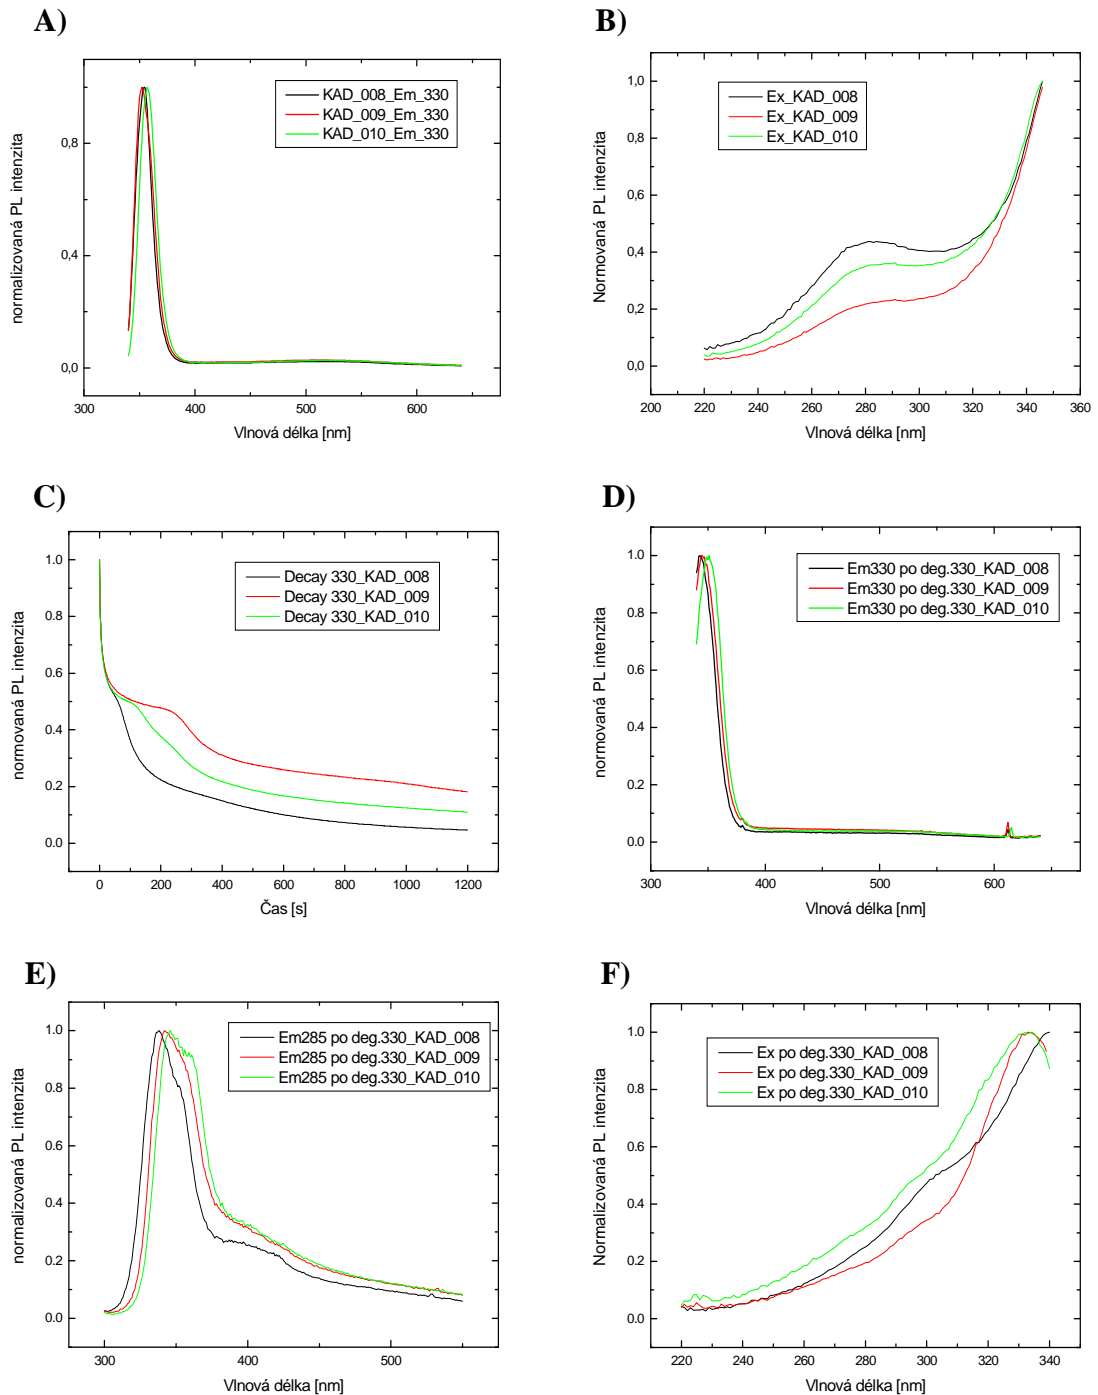 A)
KAD_008_Em_330
KAD_009_Em_330
KAD_010_Em_330
normalizovaná PL intenzita
0,8
0,4
0,0
300 400 500 600
Vlnová délka [nm]
B)
Ex_KAD_008
Ex_KAD_009
Ex_KAD_010
Normovaná PL intenzita
1,0
0,8
0,6
0,4
0,2
0,0
200 220 240 260 280 300 320 340 360
Vlnová délka [nm]
C)
Decay 330_KAD_008
Decay 330_KAD_009
Decay 330_KAD_010
normovaná PL intenzita
1.0
0.8
0.6
0.4
0.2
0.0
0 200 400 600 800 1000 1200
Čas [s]
D)
Em330 po deg.330_KAD_008
Em330 po deg.330_KAD_009
Em330 po deg.330_KAD_010
normovaná PL intenzita
1.0
0.8
0.6
0.4
0.2
0.0
300 400 500 600
Vlnová délka [nm]
E)
Em285 po deg.330_KAD_008
Em285 po deg.330_KAD_009
Em285 po deg.330_KAD_010
normalizovaná PL intenzita
1.0
0.8
0.6
0.4
0.2
0.0
300 400 500
Vlnová délka [nm]
F)
Ex po deg.330_KAD_008
Ex po deg.330_KAD_009
Ex po deg.330_KAD_010
Normalizovaná PL intenzita
1.0
0.8
0.6
0.4
0.2
0.0
220 240 260 280 300 320 340
Vlnová délka [nm]